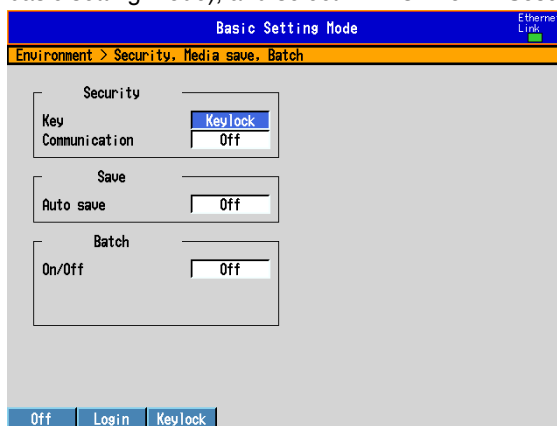 Basic Setting Mode
Link
Environment > Security, Media save, Batch
Security
Key Keylock
Communication Off
Save
Auto save Off
Batch
On/Off Off
Off Login Keylock